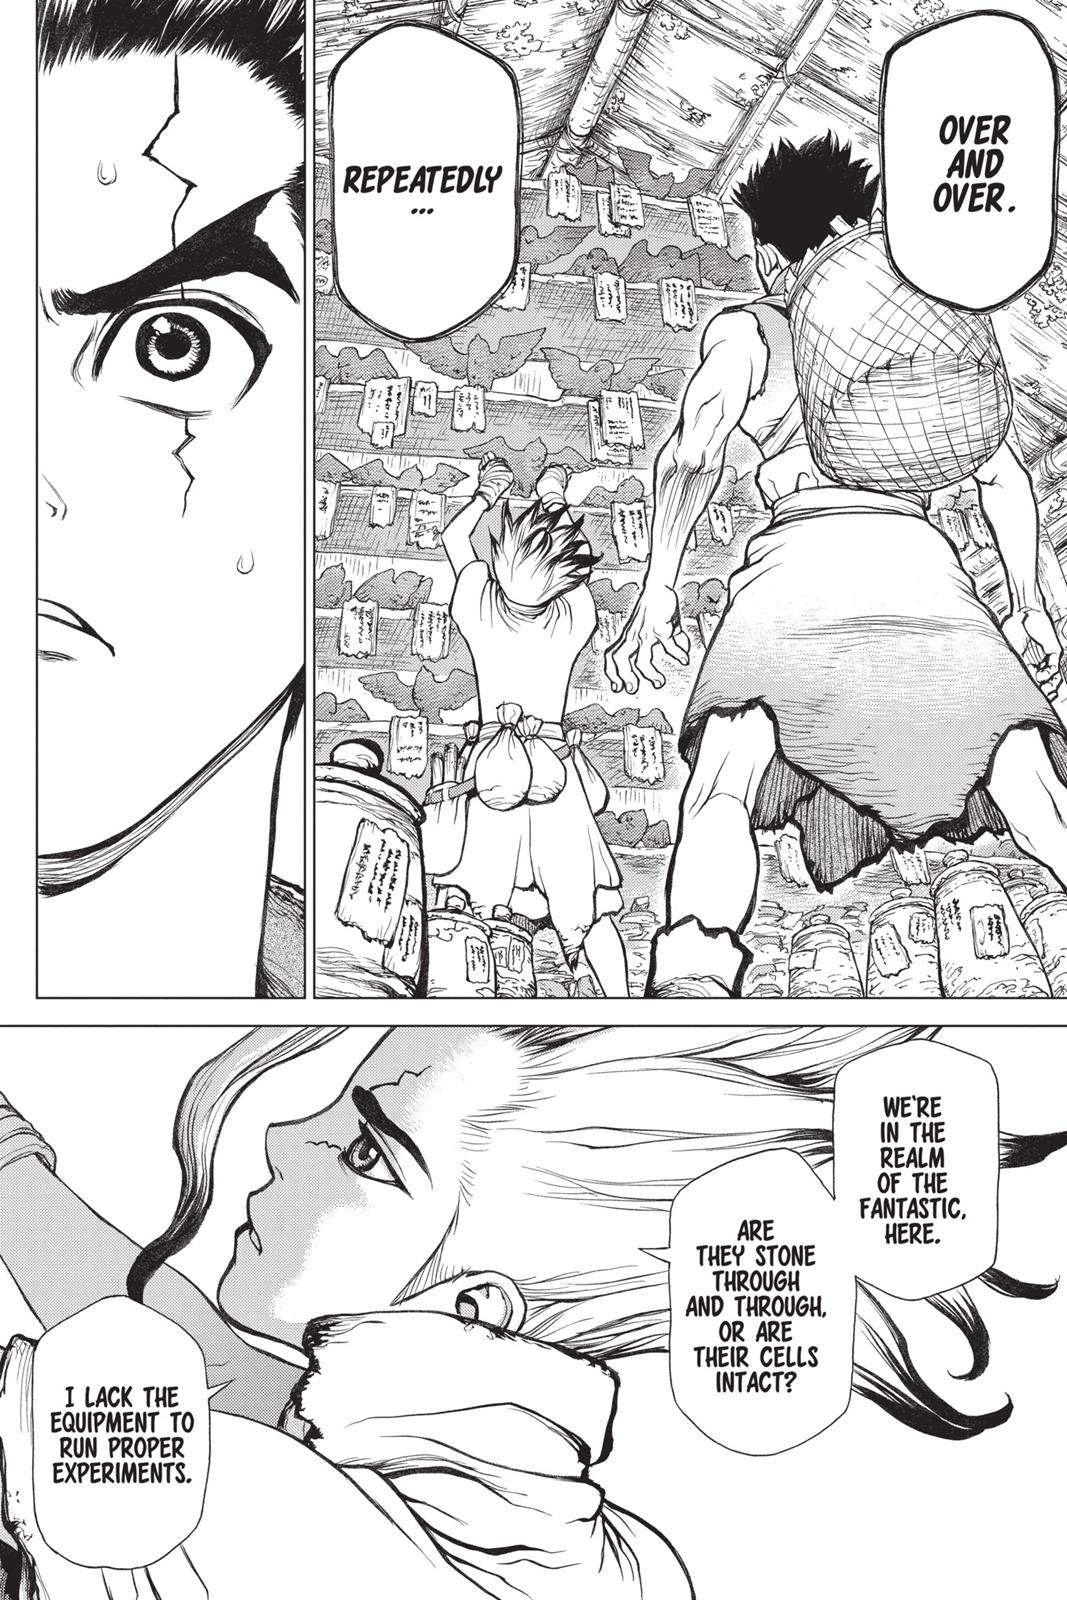 OVER
AND
OVER.
REPEATEDLY
...
WE'RE
IN THE
REALM
OF THE
FANTASTIC,
HERE.
ARE
THEY STONE
THROUGH
AND THROUGH,
OR ARE
THEIR CELLS
INTACT?
I LACK THE
EQUIPMENT TO
RUN PROPER
EXPERIMENTS.